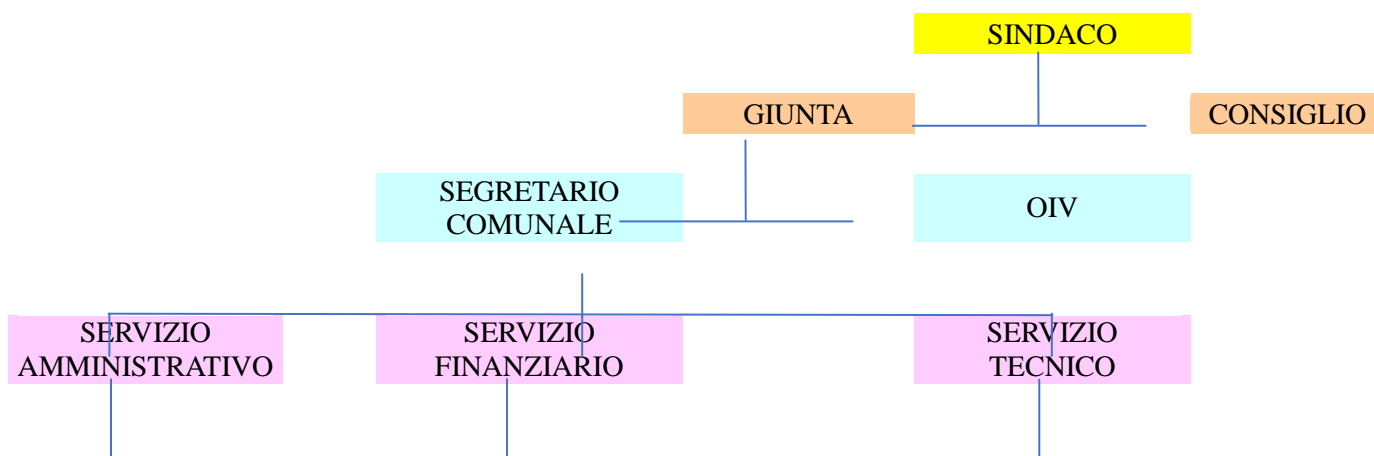 SINDACO
GIUNTA
CONSIGLIO
SEGRETARIO
COMUNALE
OIV
SERVIZIO
AMMINISTRATIVO
SERVIZIO
FINANZIARIO
SERVIZIO
TECNICO